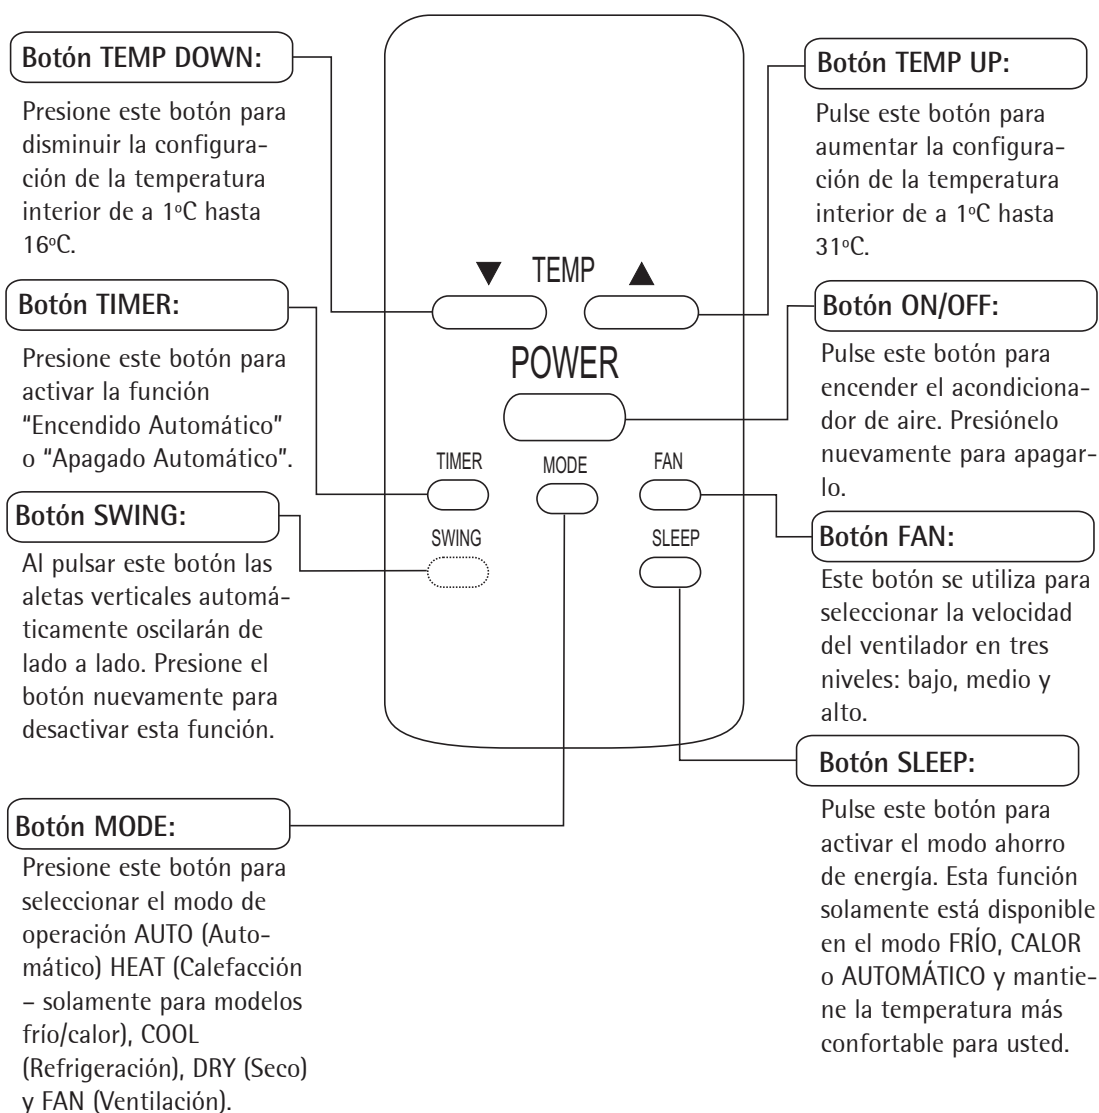 Botón TEMP DOWN:
Presione este botón para
disminuir la configura-
ción de la temperatura
interior de a 1ºC hasta
16ºC.
Botón TIMER:
Presione este botón para
activar la función
“Encendido Automático”
o “Apagado Automático”.
Botón SWING:
Al pulsar este botón las
aletas verticales automá-
ticamente oscilarán de
lado a lado. Presione el
botón nuevamente para
desactivar esta función.
Botón MODE:
Presione este botón para
seleccionar el modo de
operación AUTO (Auto-
mático) HEAT (Calefacción
– solamente para modelos
frío/calor), COOL
(Refrigeración), DRY (Seco)
y FAN (Ventilación).
▼ TEMP ▲
POWER
TIMER MODE FAN
SWING SLEEP
Botón TEMP UP:
Pulse este botón para
aumentar la configura-
ción de la temperatura
interior de a 1ºC hasta
31ºC.
Botón ON/OFF:
Pulse este botón para
encender el acondiciona-
dor de aire. Presiónelo
nuevamente para apagar-
lo.
Botón FAN:
Este botón se utiliza para
seleccionar la velocidad
del ventilador en tres
niveles: bajo, medio y
alto.
Botón SLEEP:
Pulse este botón para
activar el modo ahorro
de energía. Esta función
solamente está disponible
en el modo FRÍO, CALOR
o AUTOMÁTICO y mantie-
ne la temperatura más
confortable para usted.